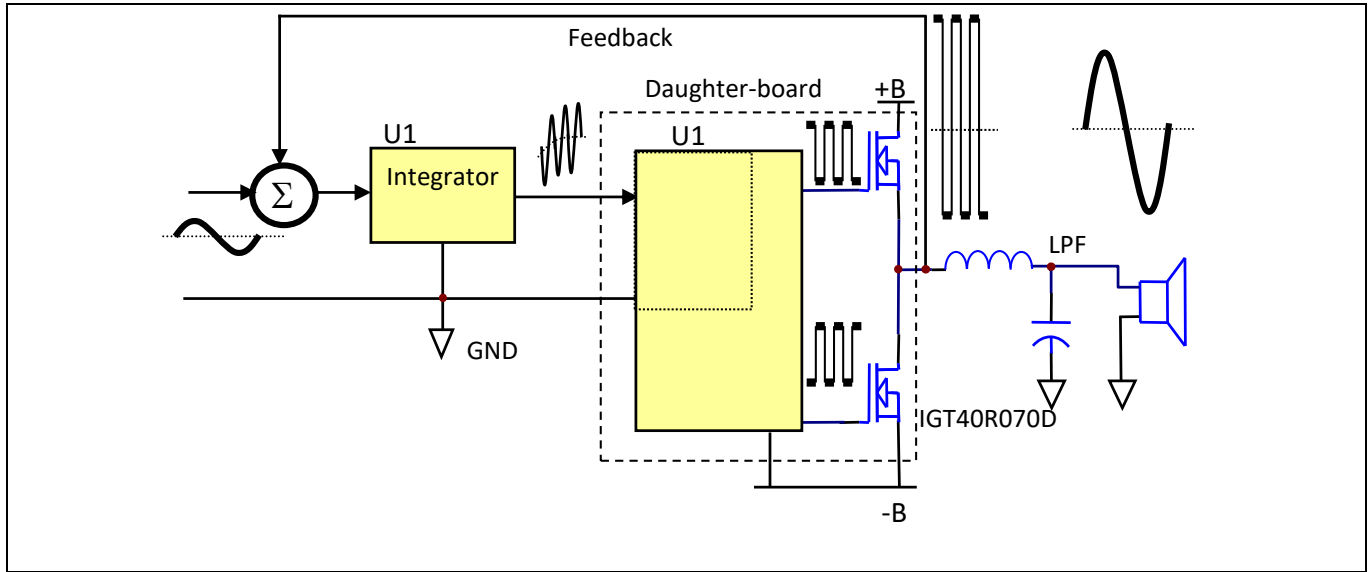 Feedback
Daughter-board
+B
U1
U1
Integrator
Σ
LPF
GND
IGT40R070D
-B